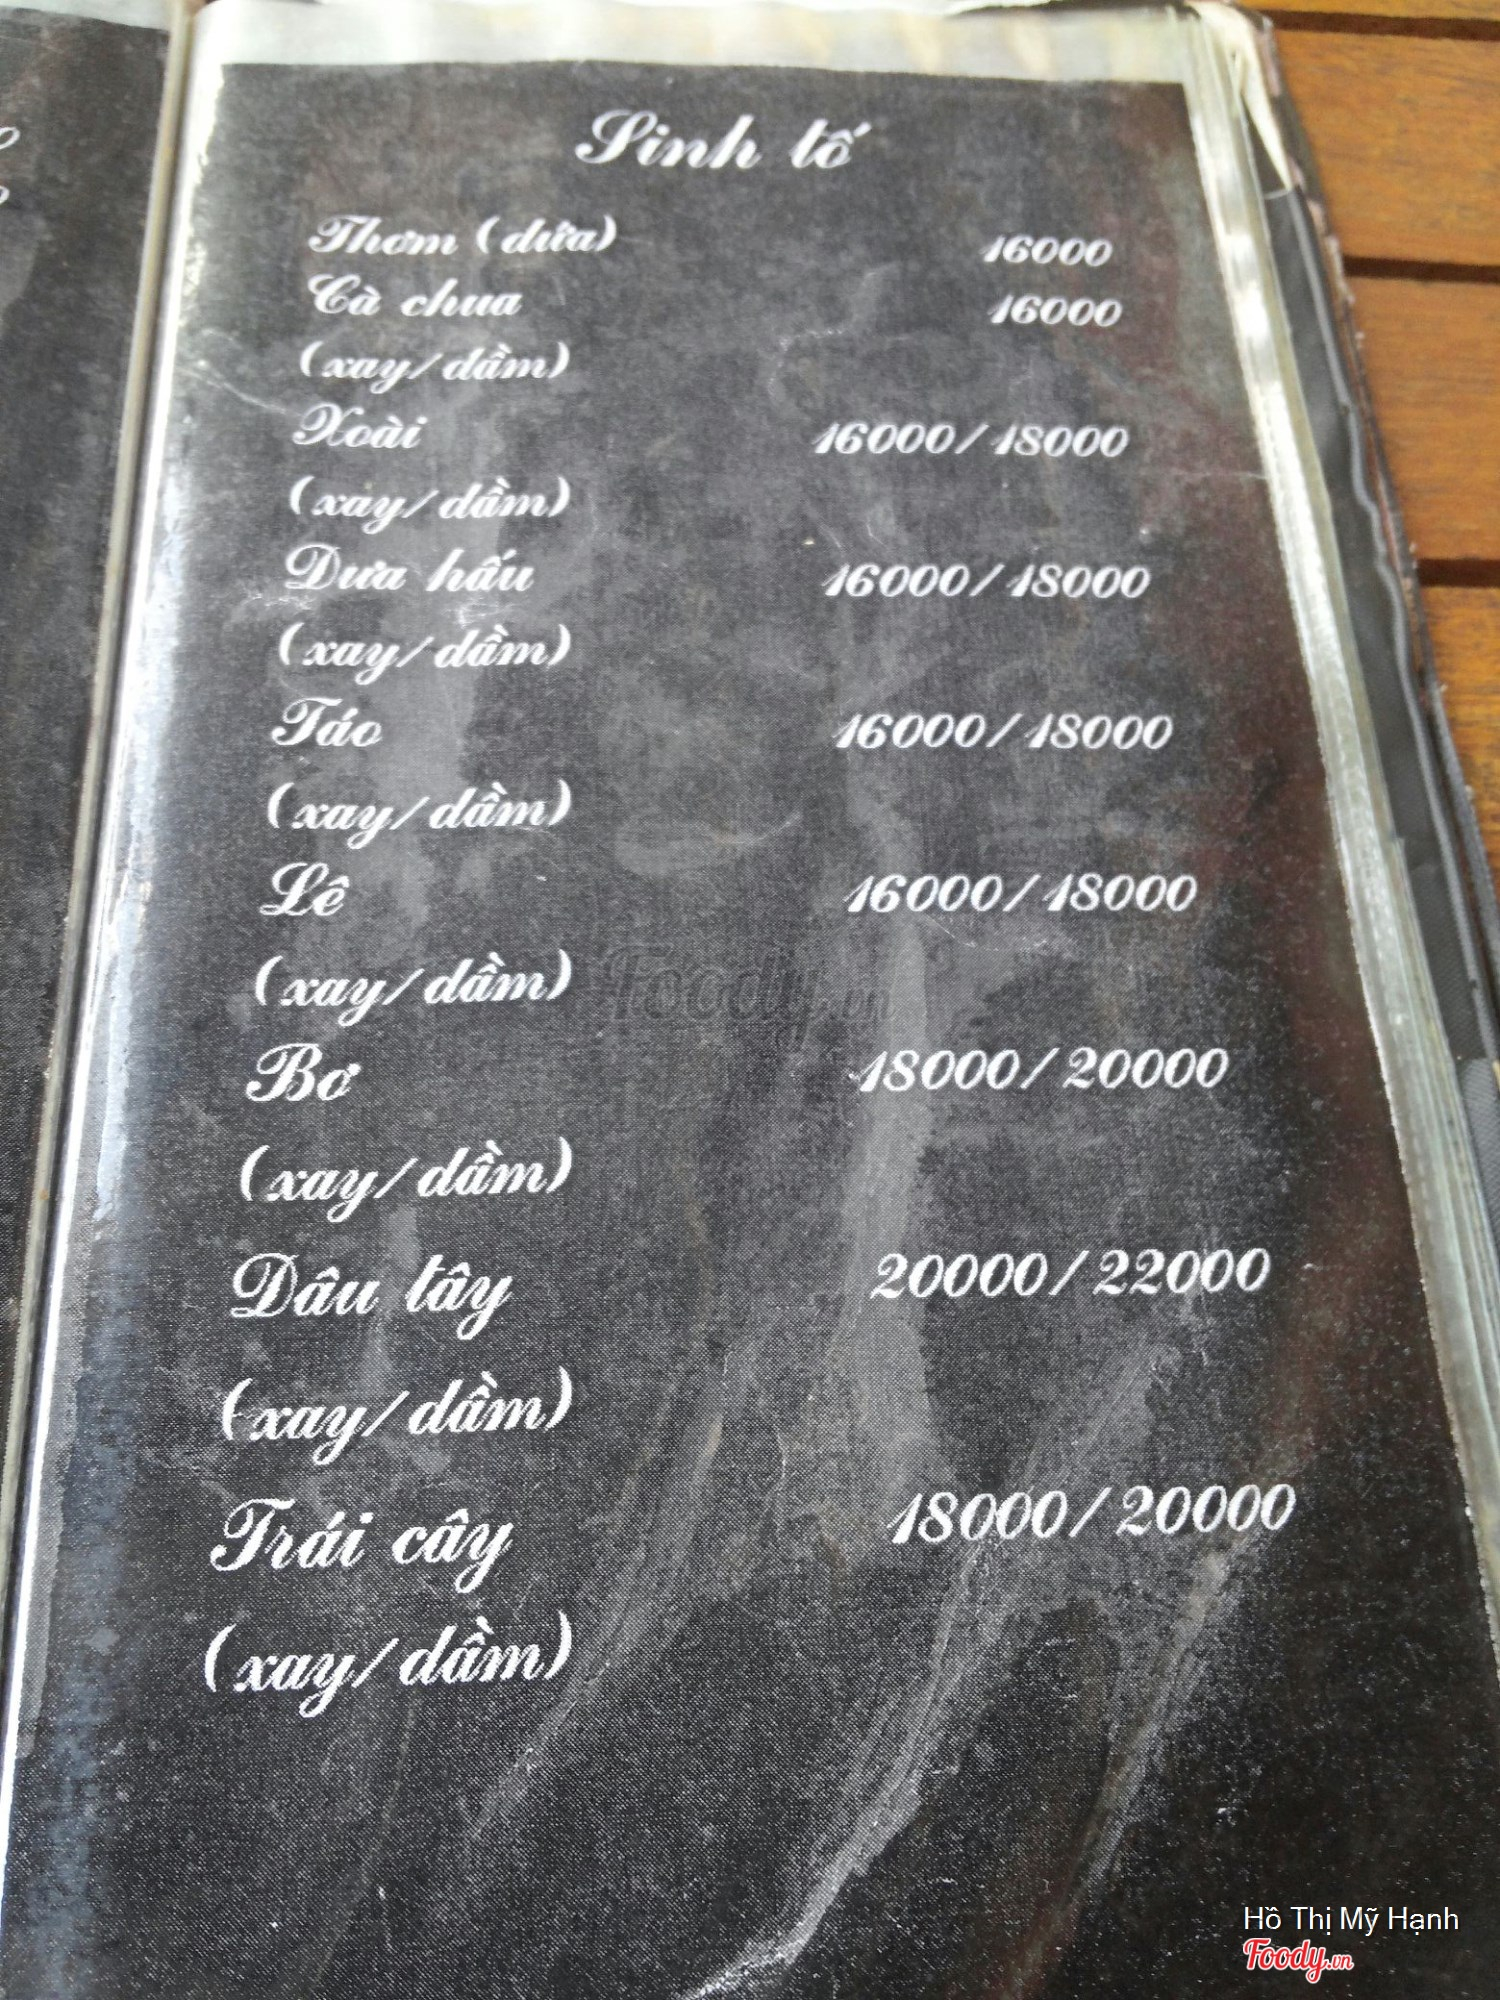 Sinh tố
Thơm (dứa) 16000
Cà chua 16000
(xay/dầm)
Xoài 16000/18000
(xay/dầm)
Dưa hấu 16000/18000
(xay/dầm)
Táo 16000/18000
(xay/dầm)
Lê 16000/18000
(xay/dầm)
Foody.vn
Bơ 18000/20000
(xay/dầm)
Dâu tây 20000/22000
(xay/dầm)
Trái cây 18000/20000
(xay/dầm)
Hồ Thị Mỹ Hạnh
Foody.vn